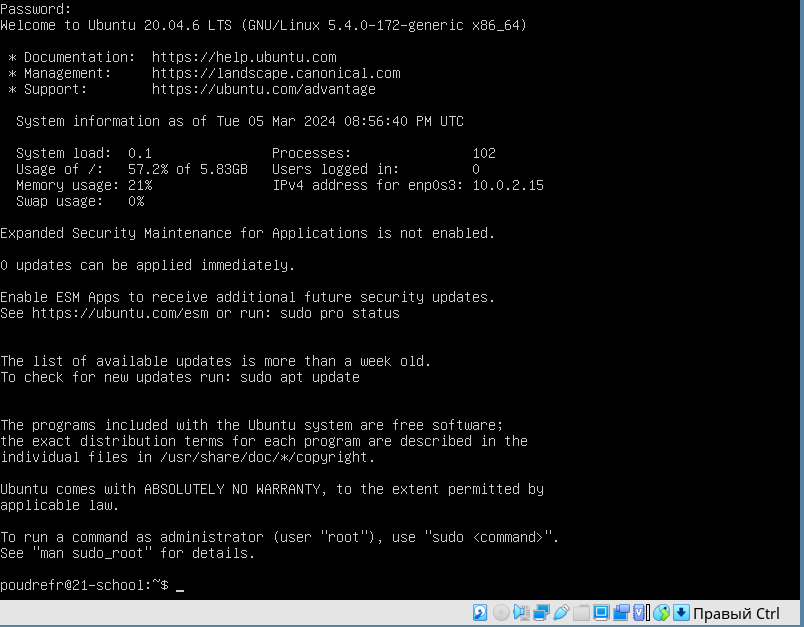 Password:
Welcome to Ubuntu 20.04.6 LTS (GNU/Linux 5.4.0-172-generic x86_64)
* Documentation:  https://help.ubuntu.com
* Management:     https://landscape.canonical.com
* Support:        https://ubuntu.com/advantage
System information as of Tue 05 Mar 2024 08:56:40 PM UTC
System load:  0.1               Processes:               102
Usage of /:   57.2% of 5.83GB   Users logged in:         0
Memory usage: 21%               IPv4 address for enp0s3: 10.0.2.15
Swap usage:   0%
Expanded Security Maintenance for Applications is not enabled.
0 updates can be applied immediately.
Enable ESM Apps to receive additional future security updates.
See https://ubuntu.com/esm or run: sudo pro status
The list of available updates is more than a week old.
To check for new updates run: sudo apt update
The programs included with the Ubuntu system are free software;
the exact distribution terms for each program are described in the
individual files in /usr/share/doc/*/copyright.
Ubuntu comes with ABSOLUTELY NO WARRANTY, to the extent permitted by
applicable law.
To run a command as administrator (user "root"), use "sudo <command>".
See "man sudo_root" for details.
poudrefr@21-school:~$ _
Правый Ctrl